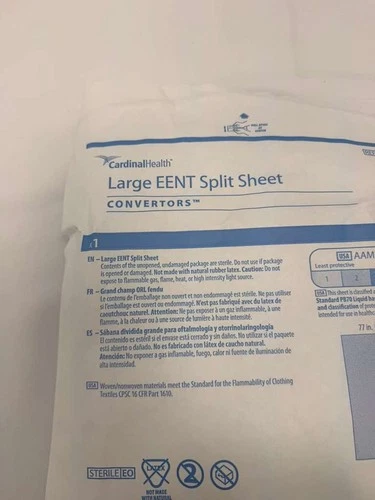 CardinalHealth™
REF
Large EENT Split Sheet
CONVERTORS™
x1
EN – Large EENT Split Sheet
Contents of the unopened, undamaged package are sterile. Do not use if package
is opened or damaged. Not made with natural rubber latex. Caution: Do not
expose to flammable gas, flame, heat, or high intensity light source.
FR – Grand champ ORL fendu
Le contenu de l'emballage non ouvert et non endommagé est stérile. Ne pas utiliser
si l'emballage est ouvert ou endommagé. N'est pas fabriqué avec du latex de
caoutchouc naturel. Attention: Ne pas exposer à un gaz inflammable, à une
flamme, à la chaleur ou à une source de lumière à haute intensité.
ES – Sábana dividida grande para oftalmología y otorrinolaringología
El contenido es estéril si el envase está cerrado y sin daños. No utilizar si el paquete
está abierto o dañado. No es fabricado con látex de caucho natural.
Atención: No exponer a gas inflamable, fuego, calor ni fuente de iluminación de
alta intensidad.
USA Woven/nonwoven materials meet the Standard for the Flammability of Clothing
Textiles CPSC 16 CFR Part 1610.
USA AAM
Least protective
1 2
USA This sheet is classified a
Standard PB70 Liquid ba
and classification of prot
intended for use in healthc
77 in.
STERILE EO
LATEX
2
NOT MADE
WITH NATURAL